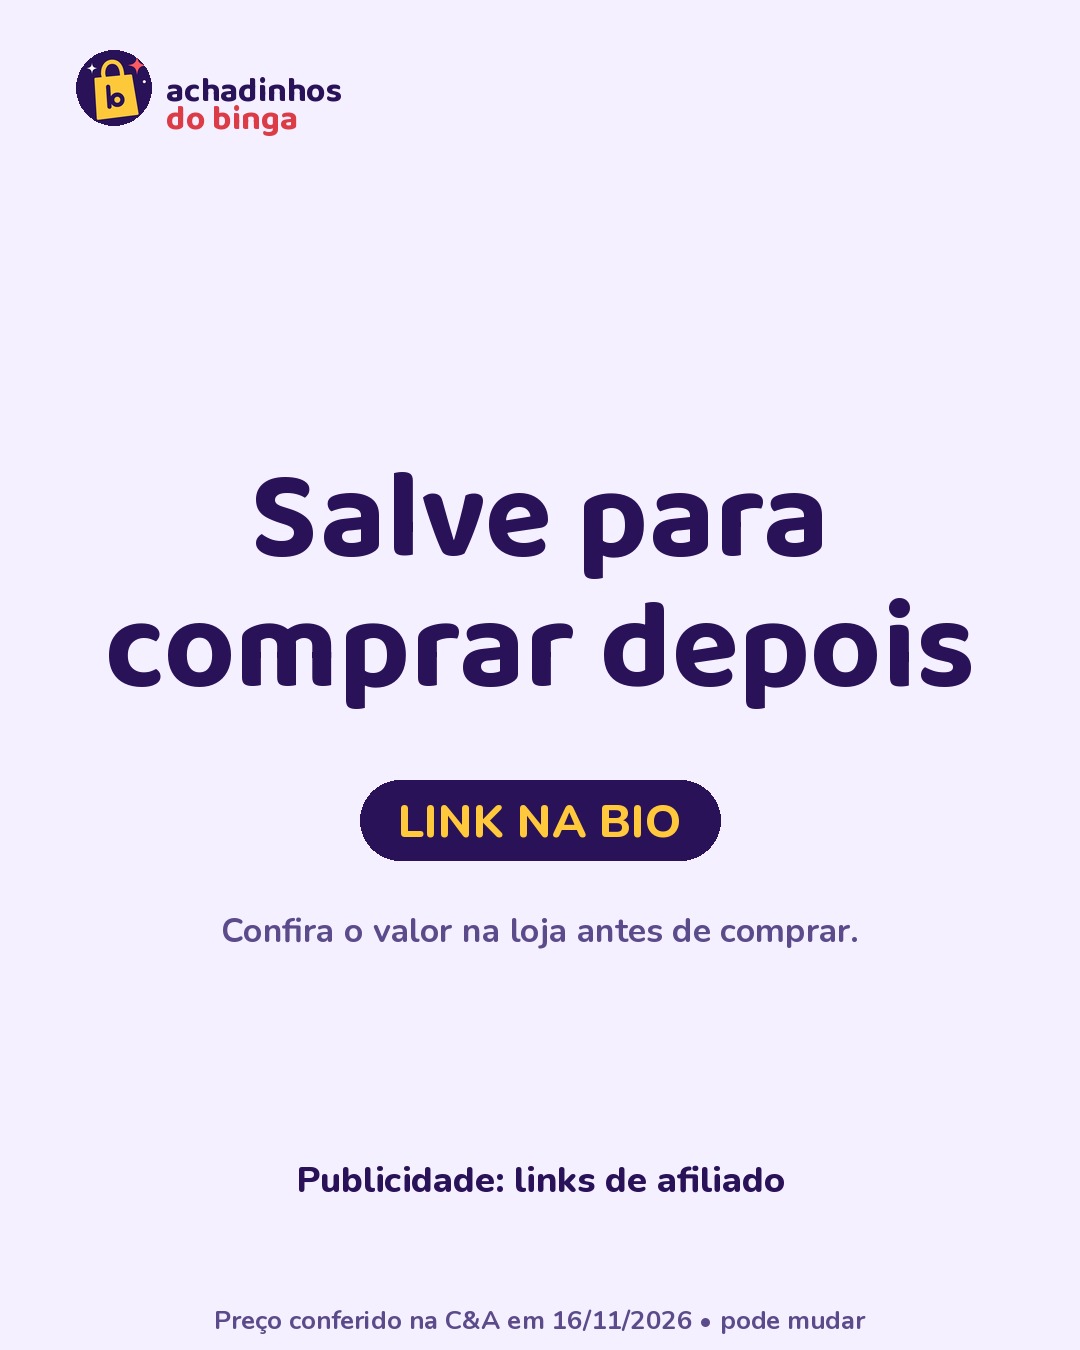 b
achadinhos
do binga
Salve para
comprar depois
LINK NA BIO
Confira o valor na loja antes de comprar.
Publicidade: links de afiliado
Preço conferido na C&A em 16/11/2026 • pode mudar